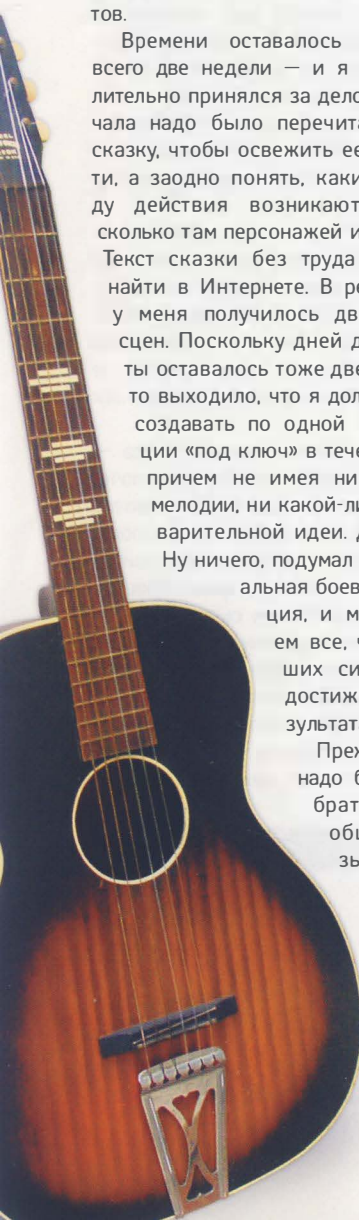 тов.
Времени оставалось
всего две недели — и я
лительно принялся за дело
чала надо было перечита
сказку, чтобы освежить ее
ти, а заодно понять, каки
ду действия возникают
сколько там персонажей и
Текст сказки без труда
найти в Интернете. В ре
у меня получилось дв
сцен. Поскольку дней д
ты оставалось тоже две
то выходило, что я дол
создавать по одной
ции «под ключ» в тече
причем не имея ни
мелодии, ни какой-ли
варительной идеи. Д
Ну ничего, подумал
альная боев
ция, и м
ем все, ч
ших си
достиж
зультат
Преж
надо б
брат
общ
зы